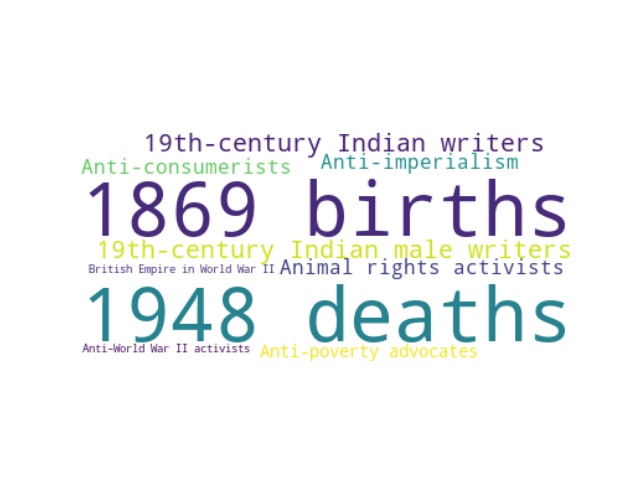 19th-century Indian writers
Anti-consumerists Anti-imperialism
1869 births
19th-century Indian male writers
British Empire in World War II Animal rights activists
1948 deaths
Anti–World War II activists Anti-poverty advocates